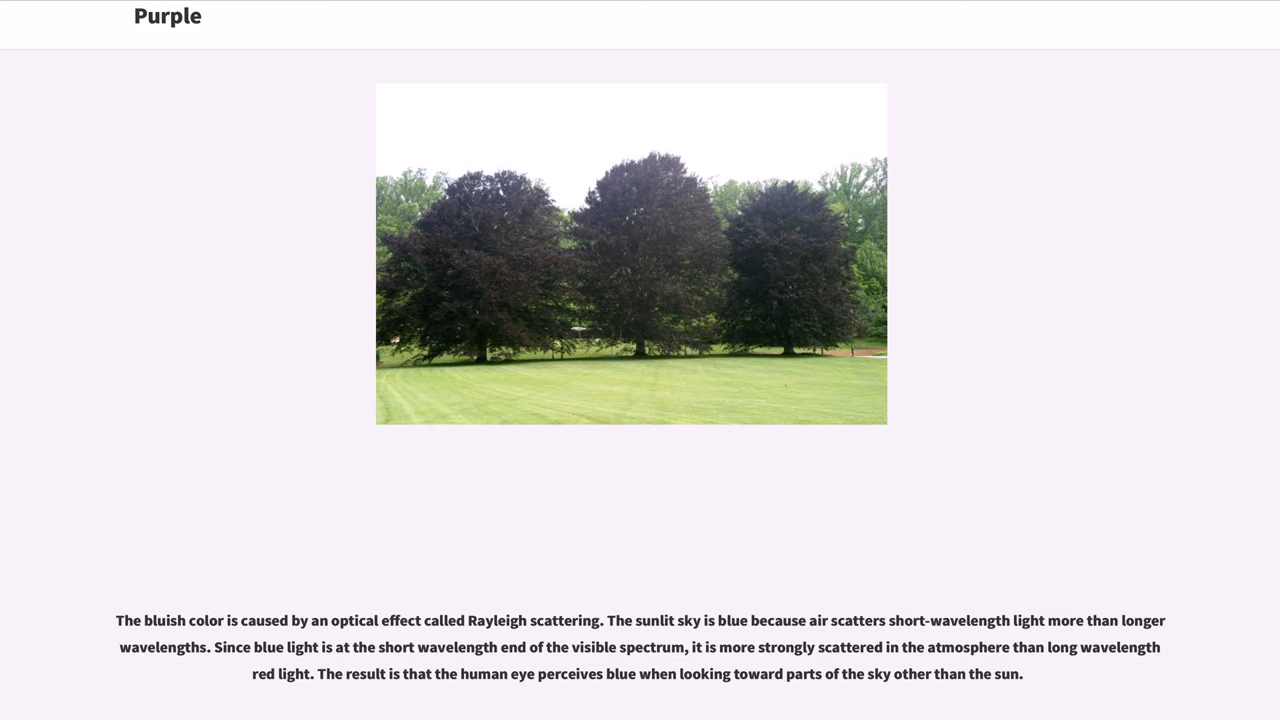 Purple
The bluish color is caused by an optical effect called Rayleigh scattering. The sunlit sky is blue because air scatters short-wavelength light more than longer
wavelengths. Since blue light is at the short wavelength end of the visible spectrum, it is more strongly scattered in the atmosphere than long wavelength
red light. The result is that the human eye perceives blue when looking toward parts of the sky other than the sun.